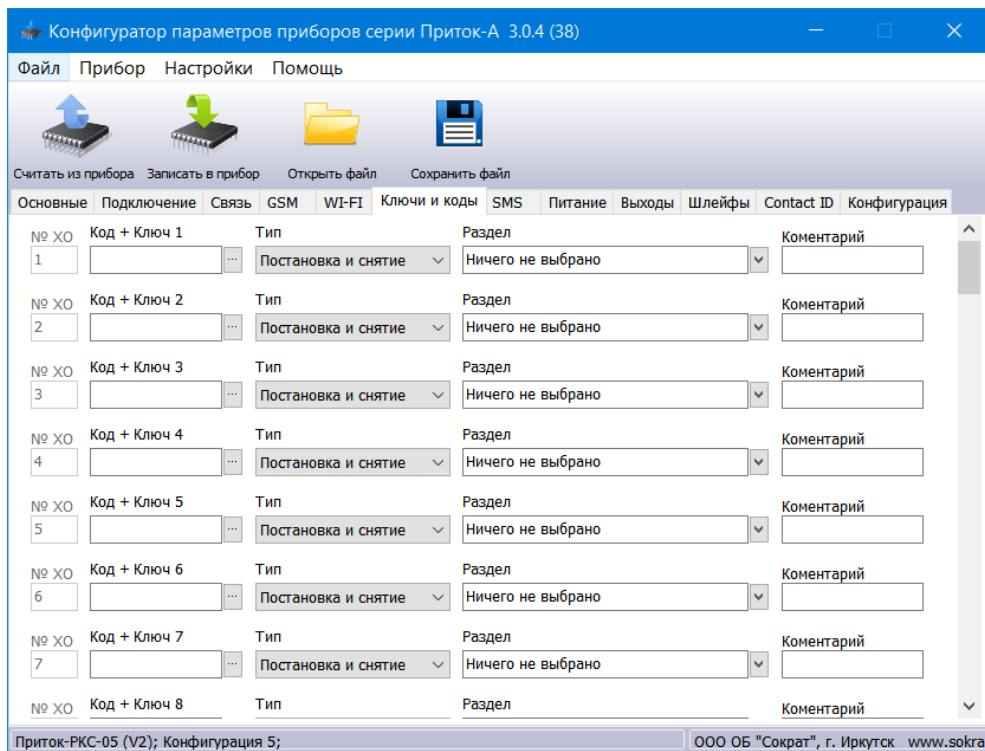 Конфигуратор параметров приборов серии Приток-А 3.0.4 (38)
Файл Прибор Настройки Помощь
Считать из прибора Записать в прибор Открыть файл Сохранить файл
Основные Подключение Связь GSM WI-FI Ключи и коды SMS Питание Выходы Шлейфы Contact ID Конфигурация
№ ХО Код + Ключ 1 Тип Раздел Коментарий
1 ... Постановка и снятие Ничего не выбрано
№ ХО Код + Ключ 2 Тип Раздел Коментарий
2 ... Постановка и снятие Ничего не выбрано
№ ХО Код + Ключ 3 Тип Раздел Коментарий
3 ... Постановка и снятие Ничего не выбрано
№ ХО Код + Ключ 4 Тип Раздел Коментарий
4 ... Постановка и снятие Ничего не выбрано
№ ХО Код + Ключ 5 Тип Раздел Коментарий
5 ... Постановка и снятие Ничего не выбрано
№ ХО Код + Ключ 6 Тип Раздел Коментарий
6 ... Постановка и снятие Ничего не выбрано
№ ХО Код + Ключ 7 Тип Раздел Коментарий
7 ... Постановка и снятие Ничего не выбрано
№ ХО Код + Ключ 8 Тип Раздел Коментарий
Приток-РКС-05 (V2); Конфигурация 5; ООО ОБ "Сократ", г. Иркутск www.sokra